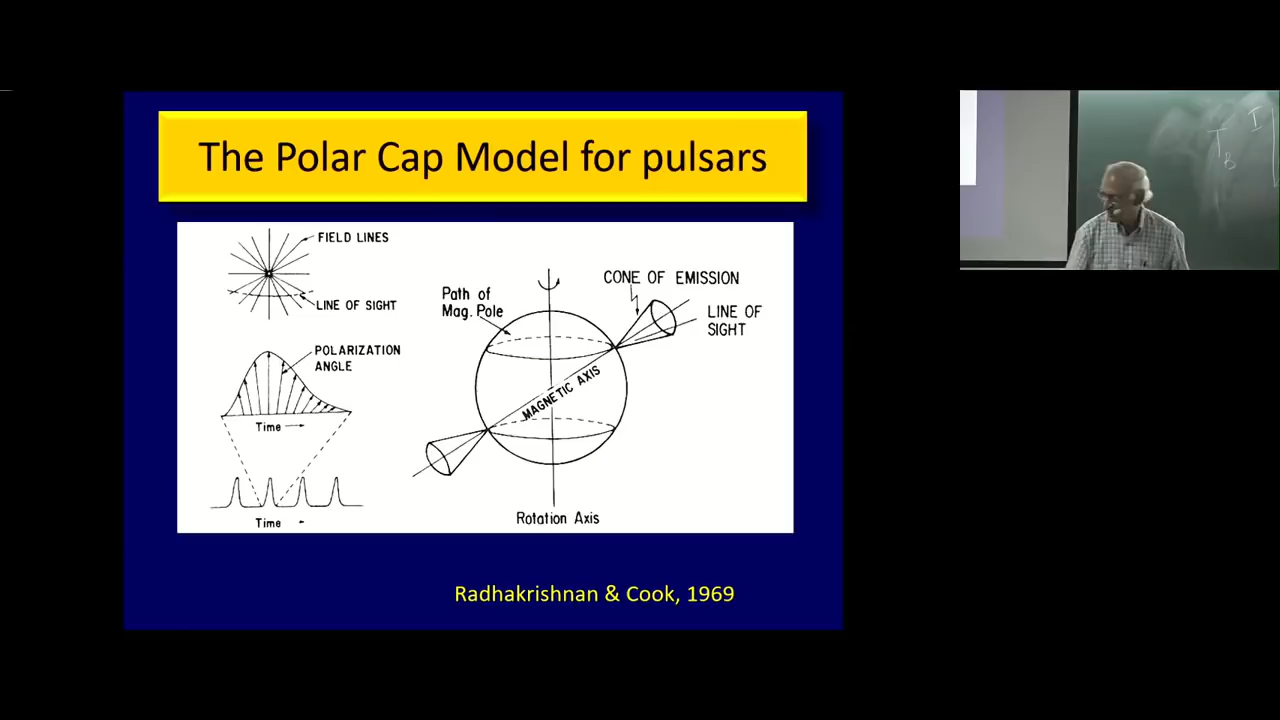 The Polar Cap Model for pulsars
FIELD LINES
LINE OF SIGHT
POLARIZATION
ANGLE
Time
Time
Path of
Mag. Pole
CONE OF EMISSION
LINE OF
SIGHT
MAGNETIC AXIS
Rotation Axis
Radhakrishnan & Cook, 1969
T_B I